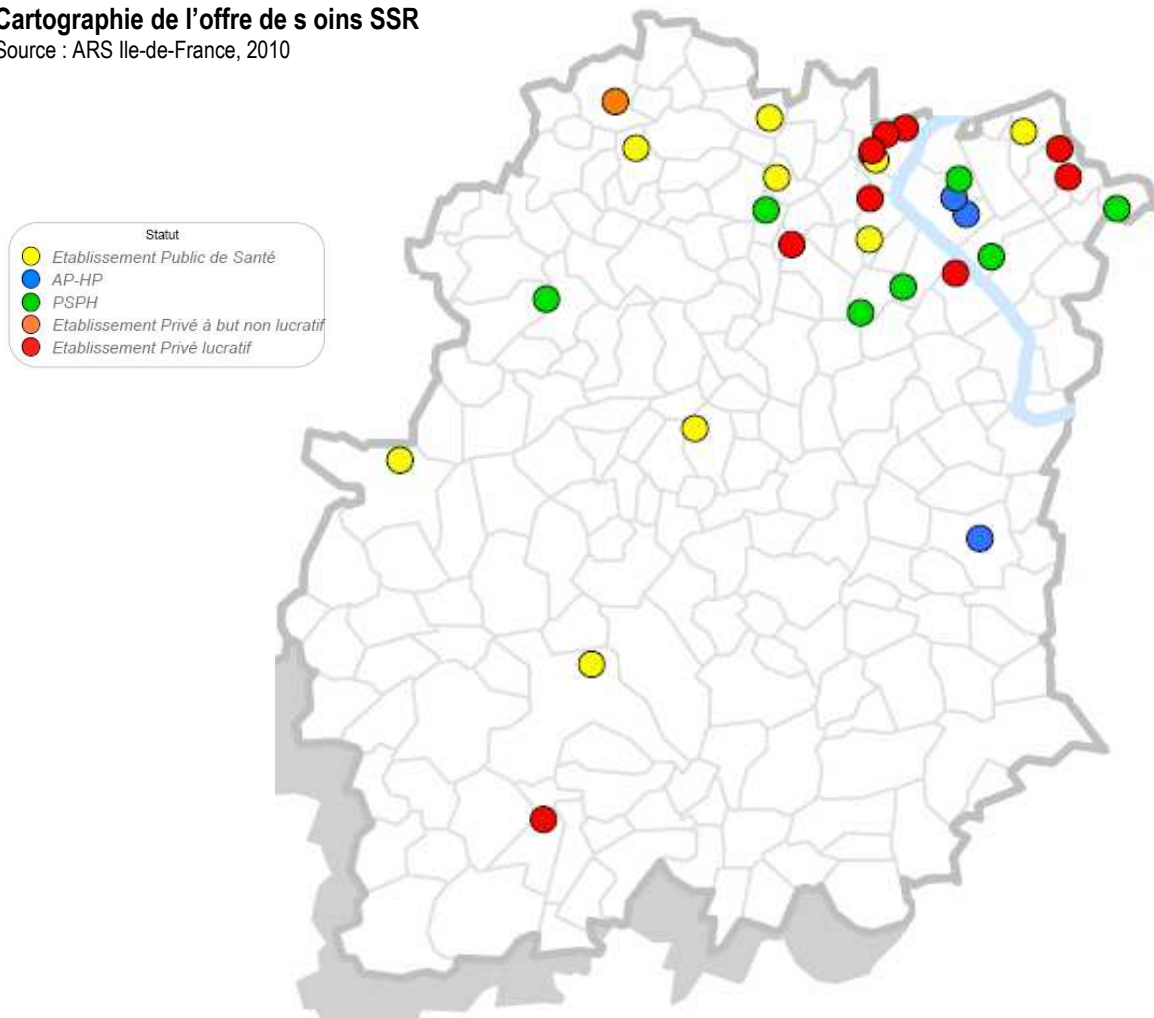 Cartographie de l'offre de s oins SSR
Source : ARS Ile-de-France, 2010
Statut
Etablissement Public de Santé
AP-HP
PSPH
Etablissement Privé à but non lucratif
Etablissement Privé lucratif